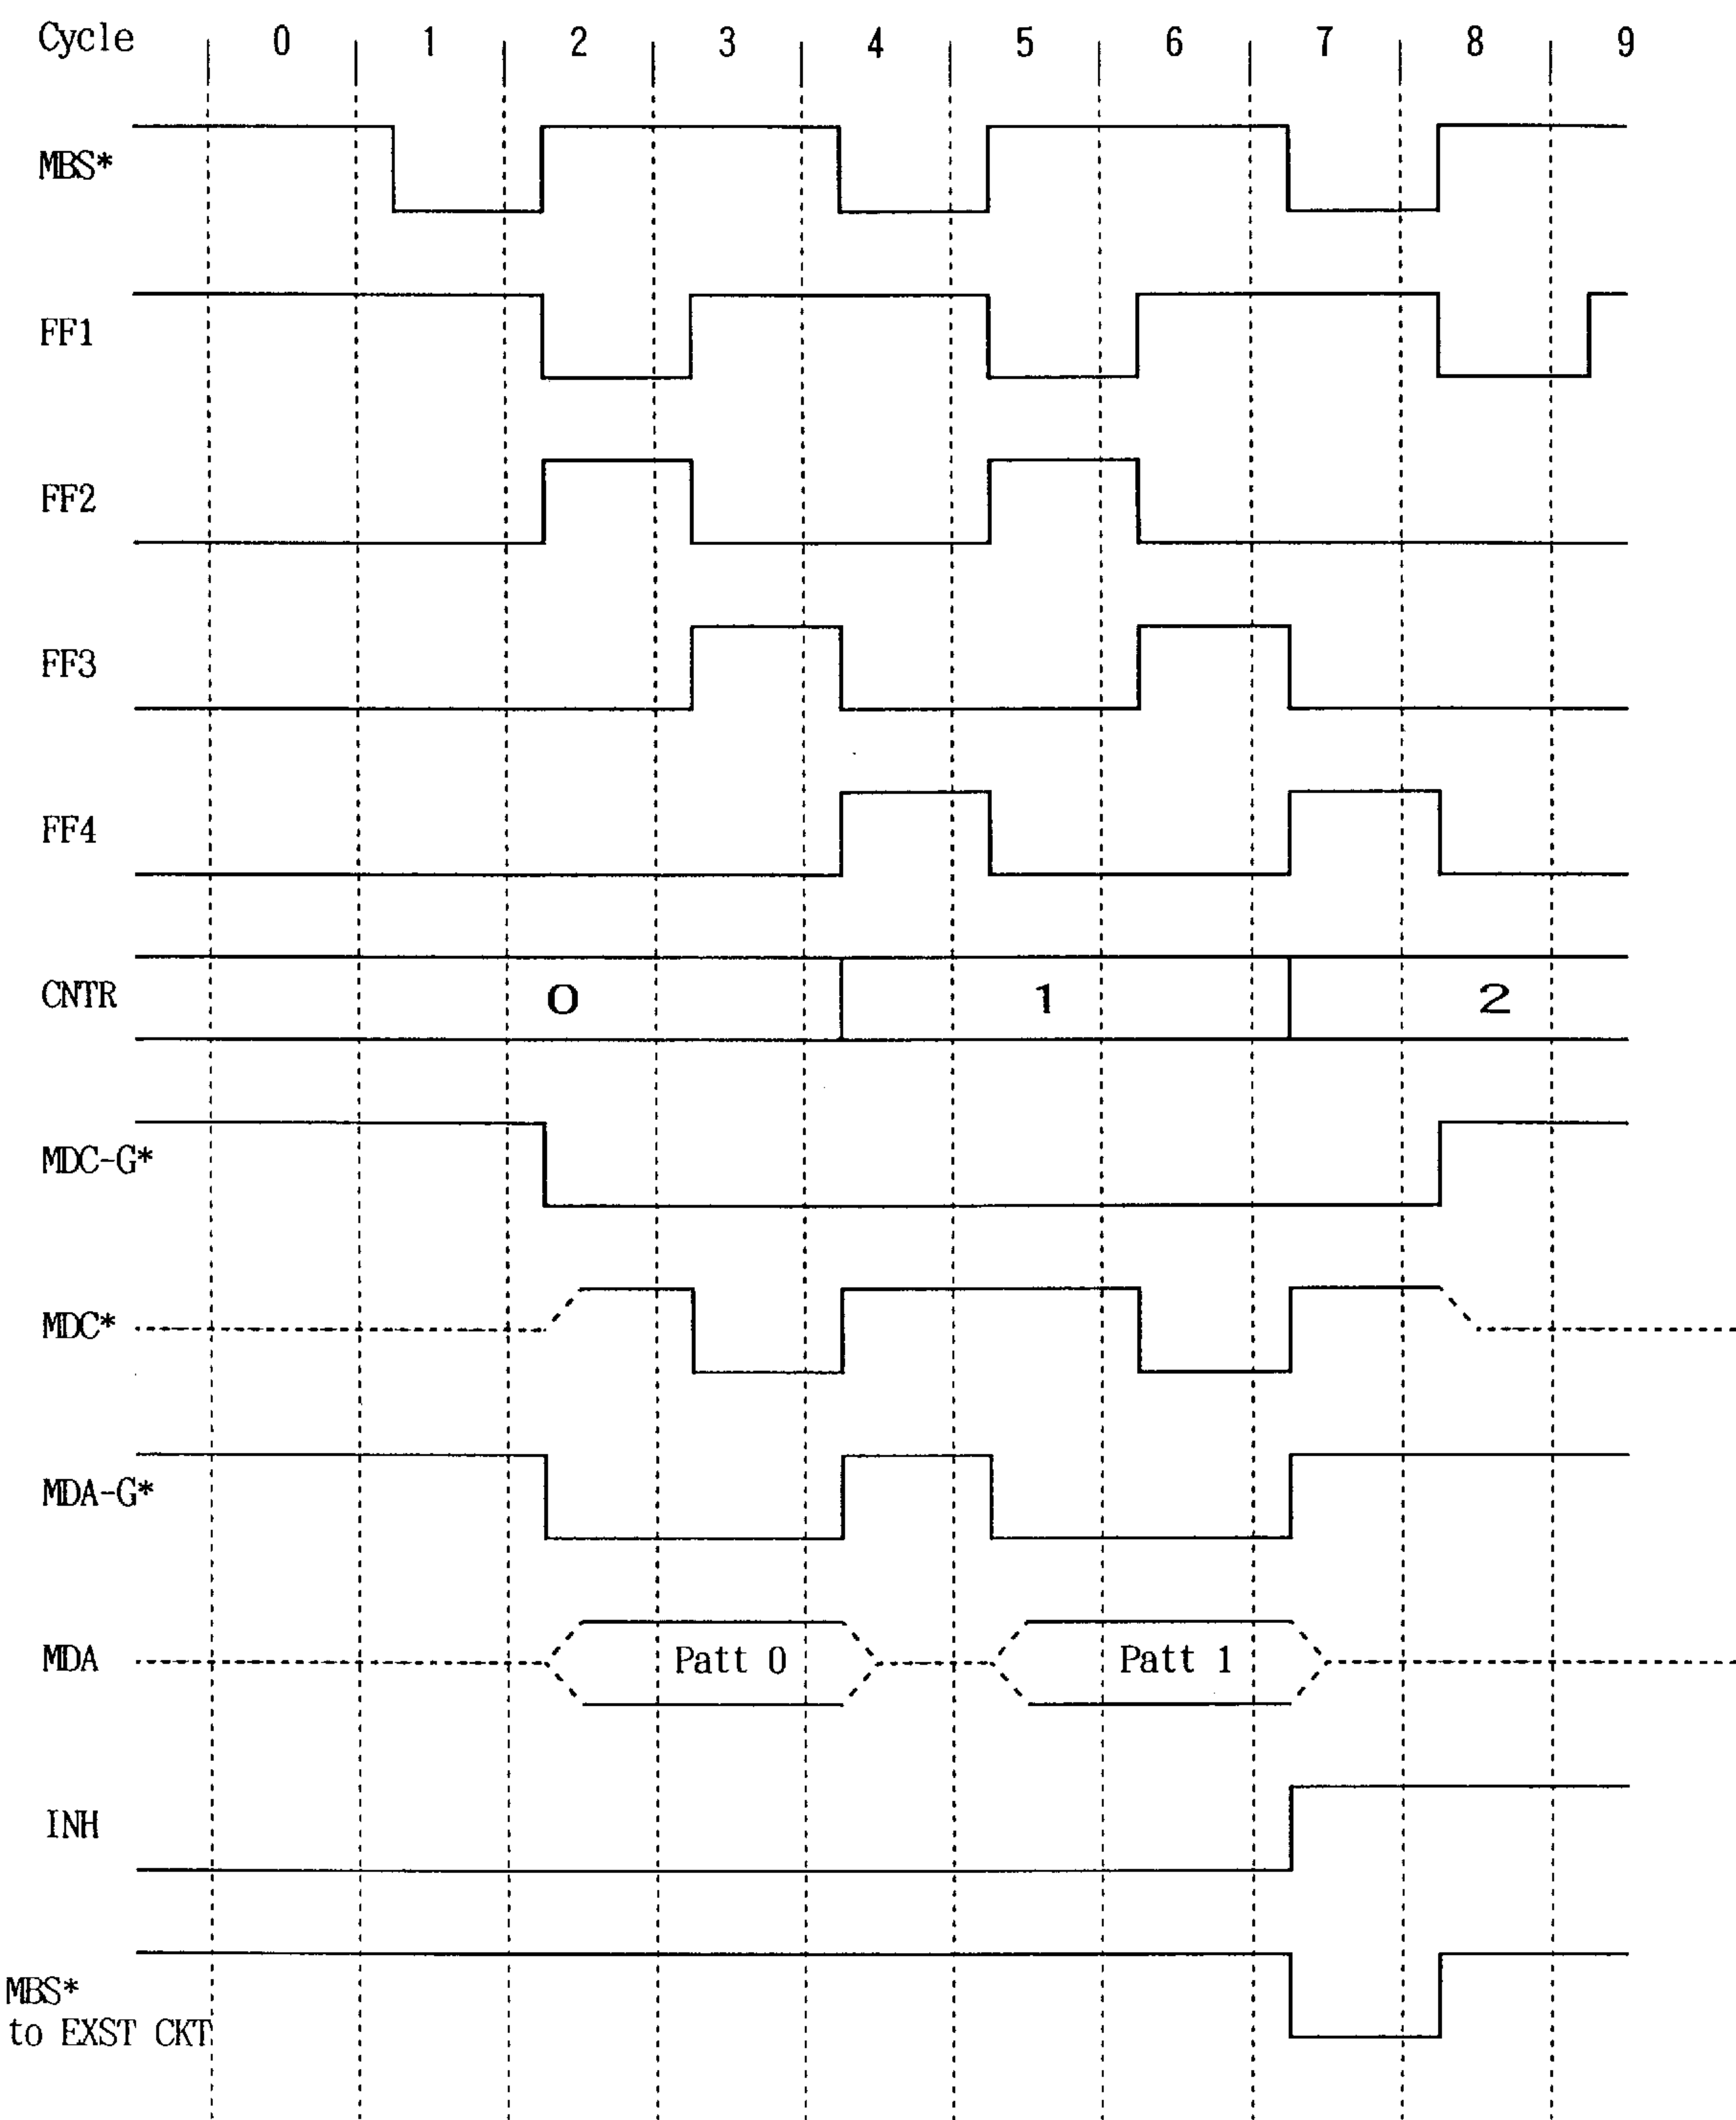 Cycle 0 1 2 3 4 5 6 7 8 9
MBS*
FF1
FF2
FF3
FF4
CNTR 0 1 2
MDC-G*
MDC*
MDA-G*
MDA Patt 0 Patt 1
INH
MBS*
to EXST CKT